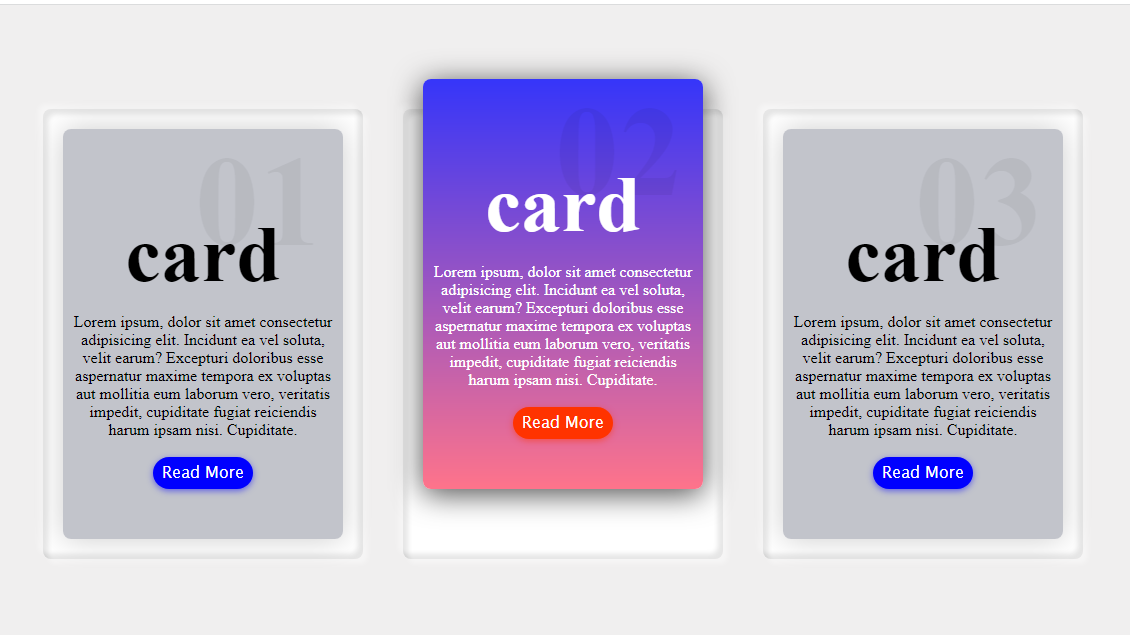 01
card
Lorem ipsum, dolor sit amet consectetur
adipisicing elit. Incidunt ea vel soluta,
velit earum? Excepturi doloribus esse
aspernatur maxime tempora ex voluptas
aut mollitia eum laborum vero, veritatis
impedit, cupiditate fugiat reiciendis
harum ipsam nisi. Cupiditate.
Read More
02
card
Lorem ipsum, dolor sit amet consectetur
adipisicing elit. Incidunt ea vel soluta,
velit earum? Excepturi doloribus esse
aspernatur maxime tempora ex voluptas
aut mollitia eum laborum vero, veritatis
impedit, cupiditate fugiat reiciendis
harum ipsam nisi. Cupiditate.
Read More
03
card
Lorem ipsum, dolor sit amet consectetur
adipisicing elit. Incidunt ea vel soluta,
velit earum? Excepturi doloribus esse
aspernatur maxime tempora ex voluptas
aut mollitia eum laborum vero, veritatis
impedit, cupiditate fugiat reiciendis
harum ipsam nisi. Cupiditate.
Read More